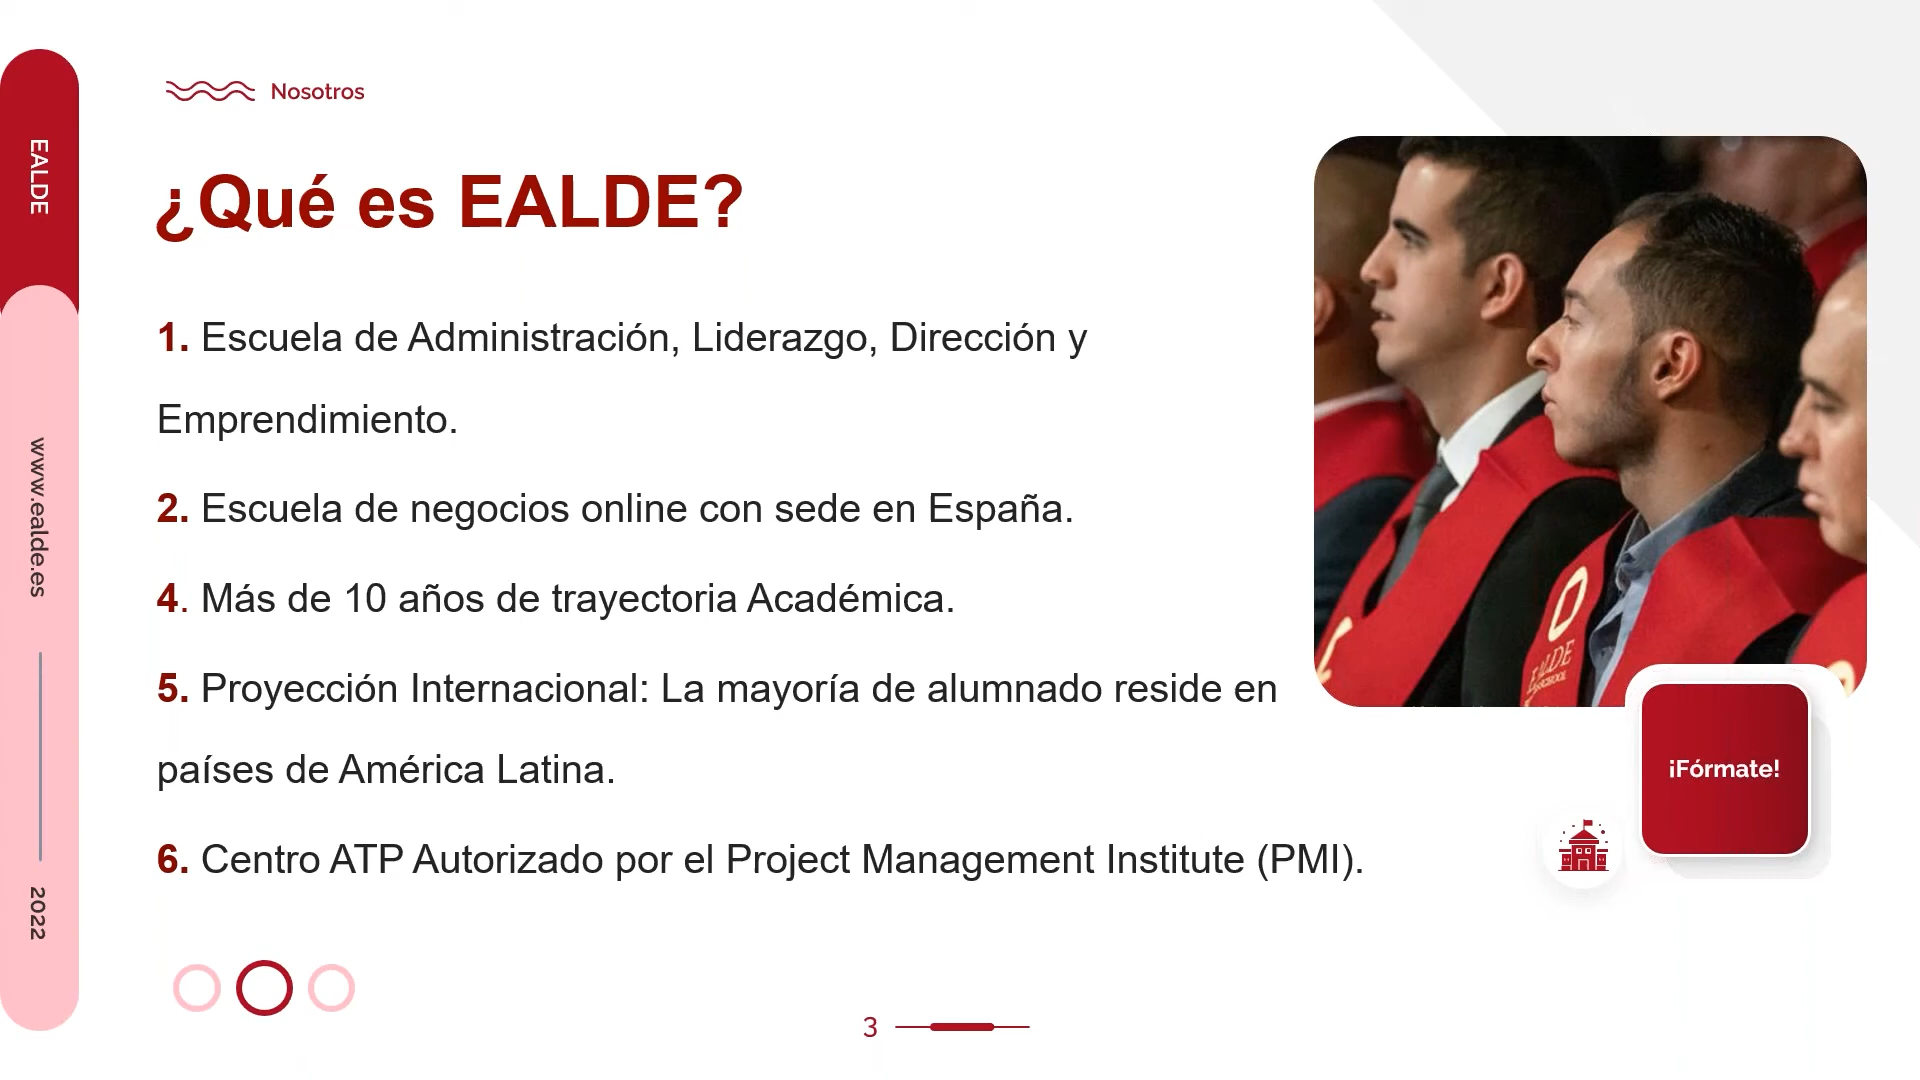 EALDE
www.ealde.es
2022
Nosotros
¿Qué es EALDE?
1. Escuela de Administración, Liderazgo, Dirección y
Emprendimiento.
2. Escuela de negocios online con sede en España.
4. Más de 10 años de trayectoria Académica.
5. Proyección Internacional: La mayoría de alumnado reside en
países de América Latina.
6. Centro ATP Autorizado por el Project Management Institute (PMI).
EALDE
¡Fórmate!
3